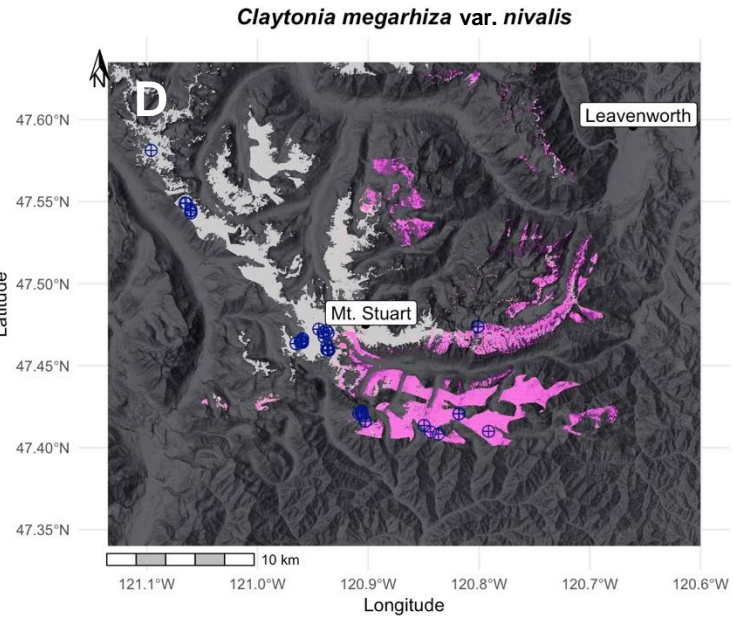 Claytonia megarhiza var. nivalis
N
D
Leavenworth
Mt. Stuart
Latitude
47.60°N
47.55°N
47.50°N
47.45°N
47.40°N
47.35°N
10 km
121.1°W 121.0°W 120.9°W 120.8°W 120.7°W 120.6°W
Longitude